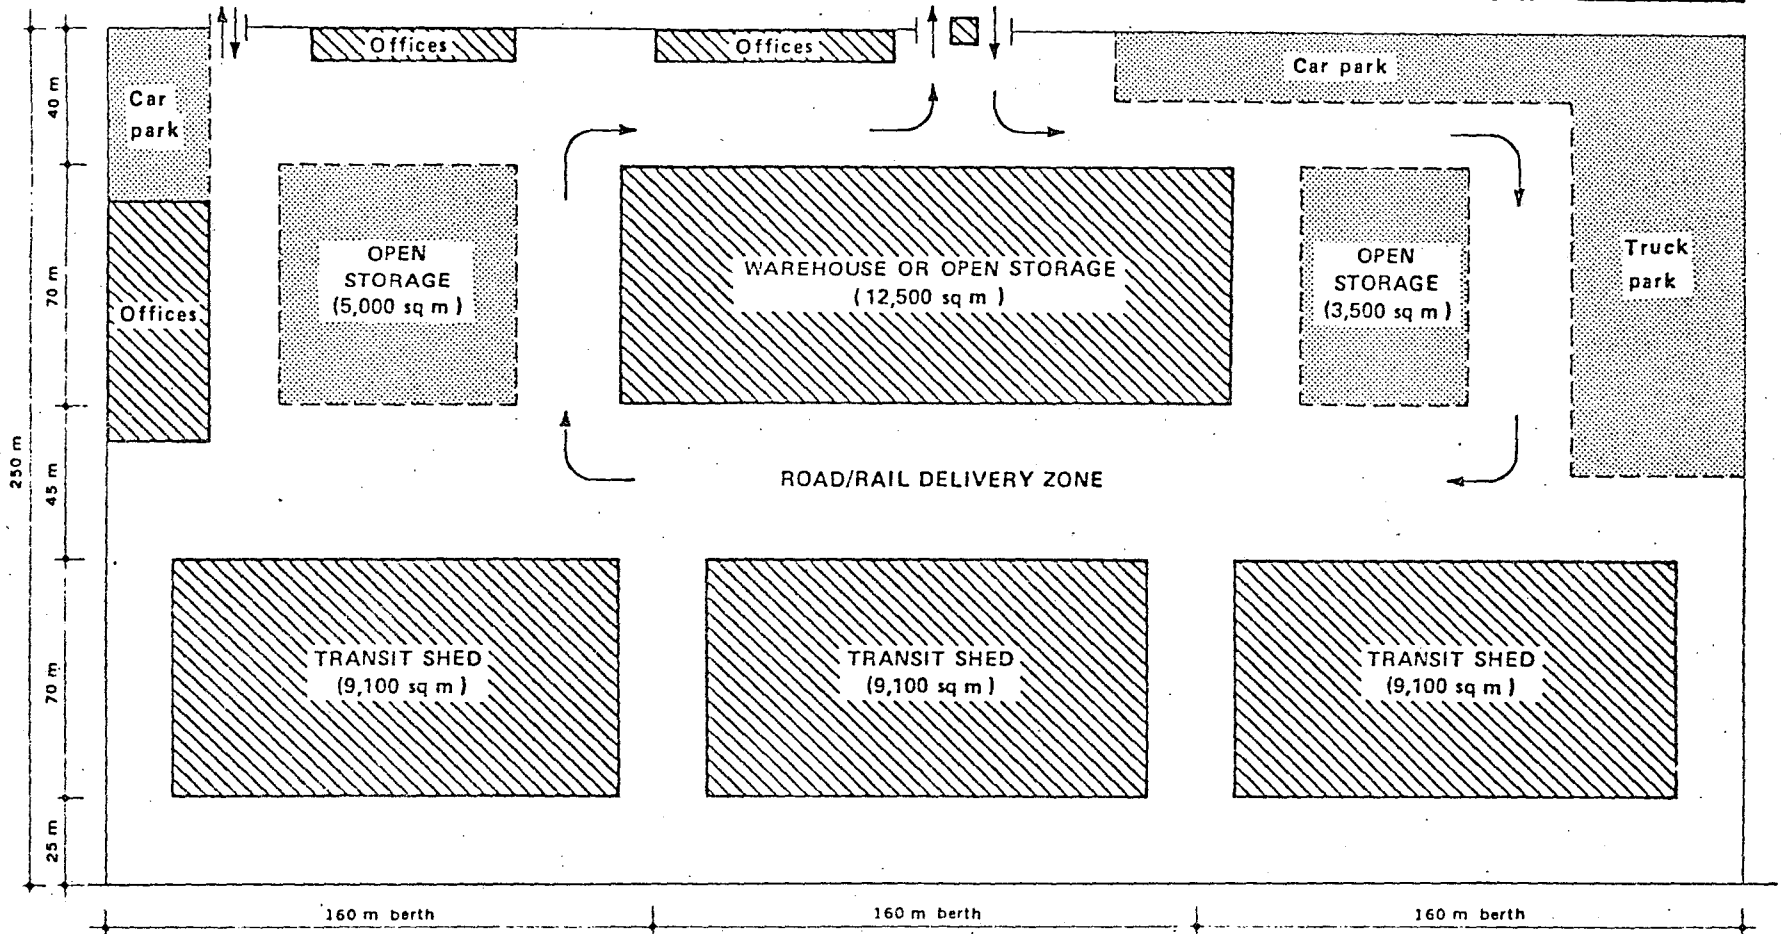 Offices
Offices
Car park
Car
park
40 m
OPEN
STORAGE
(5,000 sq m)
WAREHOUSE OR OPEN STORAGE
(12,500 sq m)
OPEN
STORAGE
(3,500 sq m)
Truck
park
70 m
Offices
250 m
45 m
ROAD/RAIL DELIVERY ZONE
TRANSIT SHED
(9,100 sq m)
TRANSIT SHED
(9,100 sq m)
TRANSIT SHED
(9,100 sq m)
70 m
25 m
160 m berth
160 m berth
160 m berth